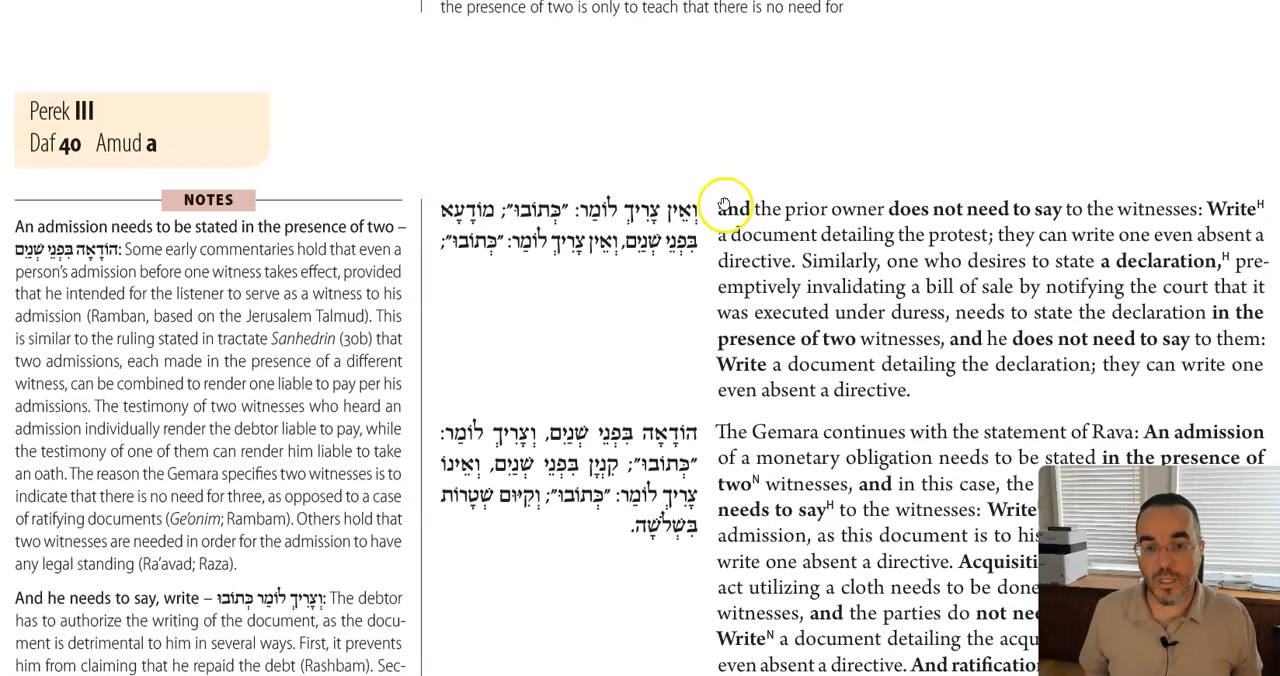 the presence of two is only to teach that there is no need for
Perek III
Daf 40 Amud a
NOTES
An admission needs to be stated in the presence of two –
הוֹדָאָה בִּפְנֵי שְׁנַיִם: Some early commentaries hold that even a
person's admission before one witness takes effect, provided
that he intended for the listener to serve as a witness to his
admission (Ramban, based on the Jerusalem Talmud). This
is similar to the ruling stated in tractate Sanhedrin (30b) that
two admissions, each made in the presence of a different
witness, can be combined to render one liable to pay per his
admissions. The testimony of two witnesses who heard an
admission individually render the debtor liable to pay, while
the testimony of one of them can render him liable to take
an oath. The reason the Gemara specifies two witnesses is to
indicate that there is no need for three, as opposed to a case
of ratifying documents (Ge'onim; Rambam). Others hold that
two witnesses are needed in order for the admission to have
any legal standing (Ra'avad; Raza).
And he needs to say, write – וְצָרִיךְ לוֹמַר כְּתוֹבוּ: The debtor
has to authorize the writing of the document, as the docu-
ment is detrimental to him in several ways. First, it prevents
him from claiming that he repaid the debt (Rashbam). Sec-
וְאֵין צָרִיךְ לוֹמַר: ״כְּתוֹבוּ״; מוֹדָעָא
בִּפְנֵי שְׁנַיִם, וְאֵין צָרִיךְ לוֹמַר: ״כְּתוֹבוּ״;
הוֹדָאָה בִּפְנֵי שְׁנַיִם, וְצָרִיךְ לוֹמַר:
״כְּתוֹבוּ״; קִנְיָן בִּפְנֵי שְׁנַיִם, וְאֵינוֹ
צָרִיךְ לוֹמַר: ״כְּתוֹבוּ״; וְקִיּוּם שְׁטָרוֹת
בִּשְׁלֹשָׁה.
and the prior owner does not need to say to the witnesses: Writeᴴ
a document detailing the protest; they can write one even absent a
directive. Similarly, one who desires to state a declaration,ᴴ pre-
emptively invalidating a bill of sale by notifying the court that it
was executed under duress, needs to state the declaration in the
presence of two witnesses, and he does not need to say to them:
Write a document detailing the declaration; they can write one
even absent a directive.
The Gemara continues with the statement of Rava: An admission
of a monetary obligation needs to be stated in the presence of
twoᴺ witnesses, and in this case, the
needs to sayᴴ to the witnesses: Write
admission, as this document is to his
write one absent a directive.
act utilizing a cloth needs to be done
witnesses, and the parties do not
Writeᴺ a document detailing the
even absent a directive. And